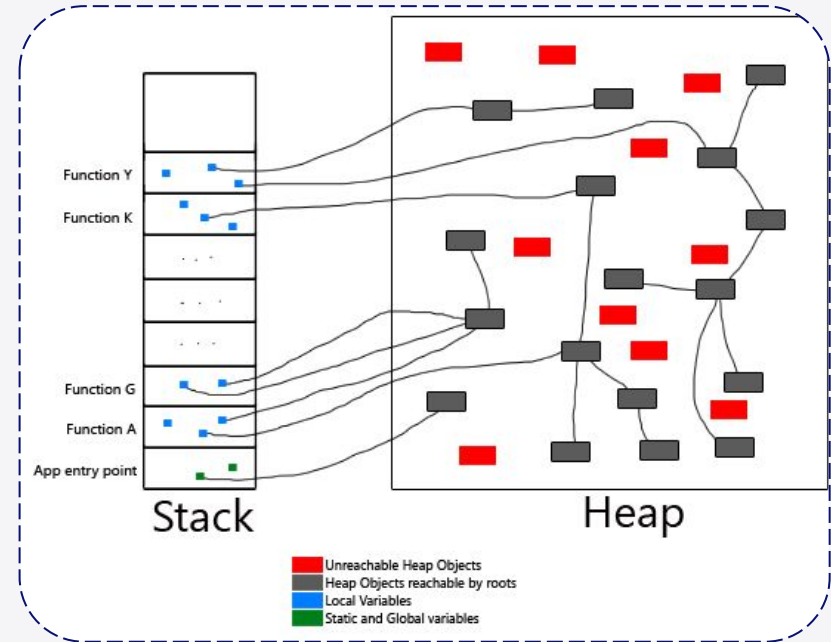 Function Y
Function K
. . .
. . .
. . .
Function G
Function A
App entry point
Stack
Heap
Unreachable Heap Objects
Heap Objects reachable by roots
Local Variables
Static and Global variables